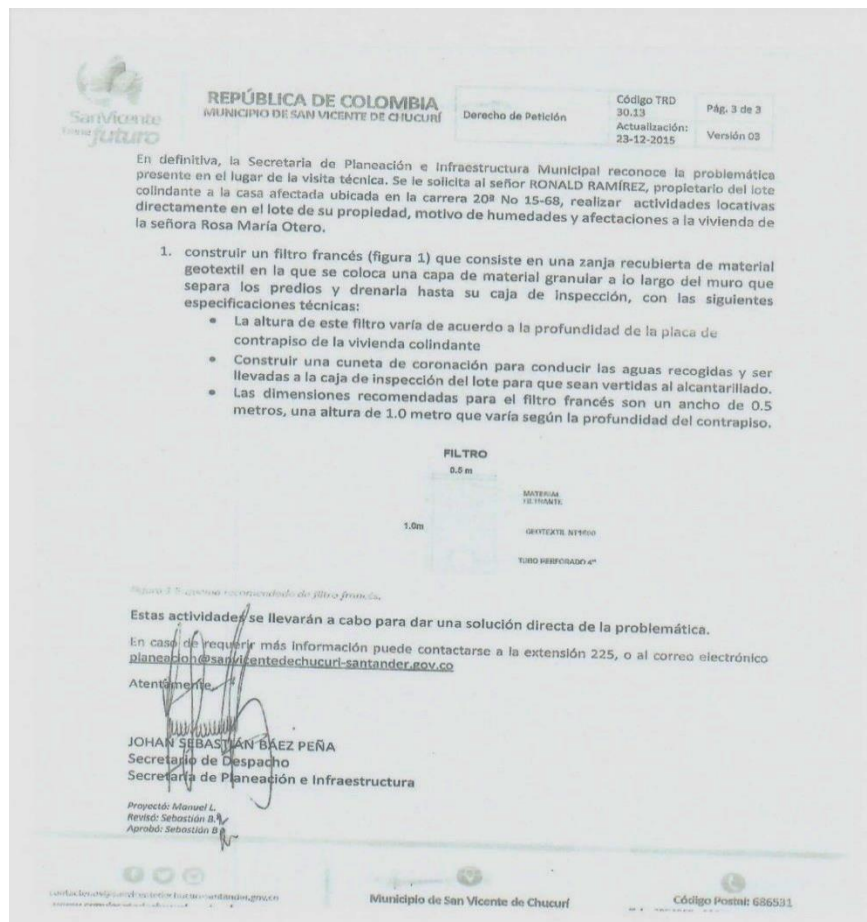 SanVicente
futuro
REPÚBLICA DE COLOMBIA
MUNICIPIO DE SAN VICENTE DE CHUCURÍ
Derecho de Petición
Código TRD
30.13
Actualización:
23-12-2015
Pág. 3 de 3
Versión 03
En definitiva, la Secretaria de Planeación e Infraestructura Municipal reconoce la problemática
presente en el lugar de la visita técnica. Se le solicita al señor RONALD RAMÍREZ, propietario del lote
colindante a la casa afectada ubicada en la carrera 20ª No 15-68, realizar actividades locativas
directamente en el lote de su propiedad, motivo de humedades y afectaciones a la vivienda de
la señora Rosa María Otero.
1. construir un filtro francés (figura 1) que consiste en una zanja recubierta de material
geotextil en la que se coloca una capa de material granular a lo largo del muro que
separa los predios y drenarla hasta su caja de inspección, con las siguientes
especificaciones técnicas:
• La altura de este filtro varía de acuerdo a la profundidad de la placa de
contrapiso de la vivienda colindante
• Construir una cuneta de coronación para conducir las aguas recogidas y ser
llevadas a la caja de inspección del lote para que sean vertidas al alcantarillado.
• Las dimensiones recomendadas para el filtro francés son un ancho de 0.5
metros, una altura de 1.0 metro que varía según la profundidad del contrapiso.
FILTRO
0.5 m
MATERIAL
FILTRANTE
1.0m
GEOTEXTIL
TUBO PERFORADO 4"
recomendado de filtro francés.
Estas actividades se llevarán a cabo para dar una solución directa de la problemática.
En caso de requerir más información puede contactarse a la extensión 225, o al correo electrónico
planeacion@sanvicentedechucuri-santander.gov.co
Atentamente,
JOHAN SEBASTIÁN BÁEZ PEÑA
Secretario de Despacho
Secretaría de Planeación e Infraestructura
Proyectó: Manuel L.
Revisó: Sebastián B.
Aprobó: Sebastián B
Municipio de San Vicente de Chucurí
Código Postal: 686531